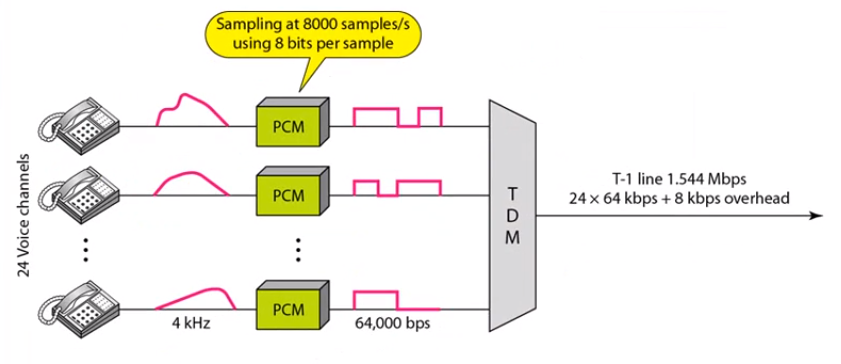 Sampling at 8000 samples/s
using 8 bits per sample
24 Voice channels
PCM
PCM
PCM
4 kHz
64,000 bps
T
D
M
T-1 line 1.544 Mbps
24 × 64 kbps + 8 kbps overhead